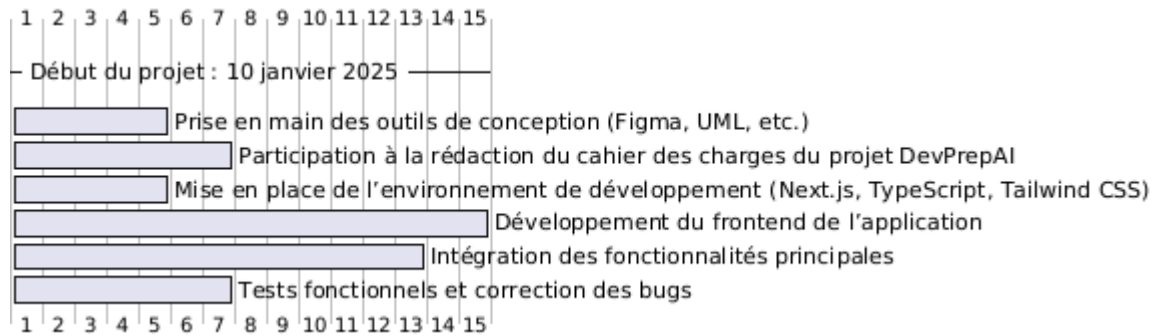 1 2 3 4 5 6 7 8 9 10 11 12 13 14 15
Début du projet : 10 janvier 2025
Prise en main des outils de conception (Figma, UML, etc.)
Participation à la rédaction du cahier des charges du projet DevPrepAI
Mise en place de l’environnement de développement (Next.js, TypeScript, Tailwind CSS)
Développement du frontend de l’application
Intégration des fonctionnalités principales
Tests fonctionnels et correction des bugs
1 2 3 4 5 6 7 8 9 10 11 12 13 14 15